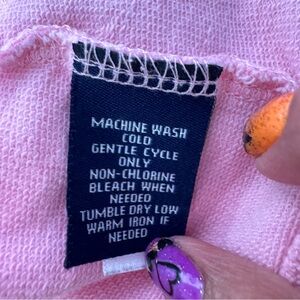 MACHINE WASH
COLD
GENTLE CYCLE
ONLY
NON-CHLORINE
BLEACH WHEN
NEEDED
TUMBLE DRY LOW
WARM IRON IF
NEEDED